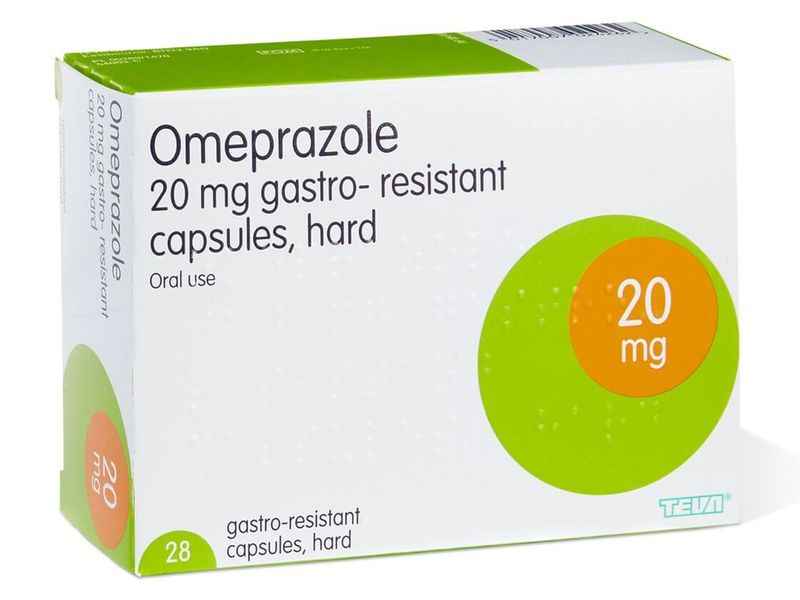 Omeprazole
20 mg gastro- resistant
capsules, hard
Oral use
20
mg
TEVA®
28
gastro-resistant
capsules, hard
Omeprazole
20 mg gastro- resistant
capsules, hard
20
mg